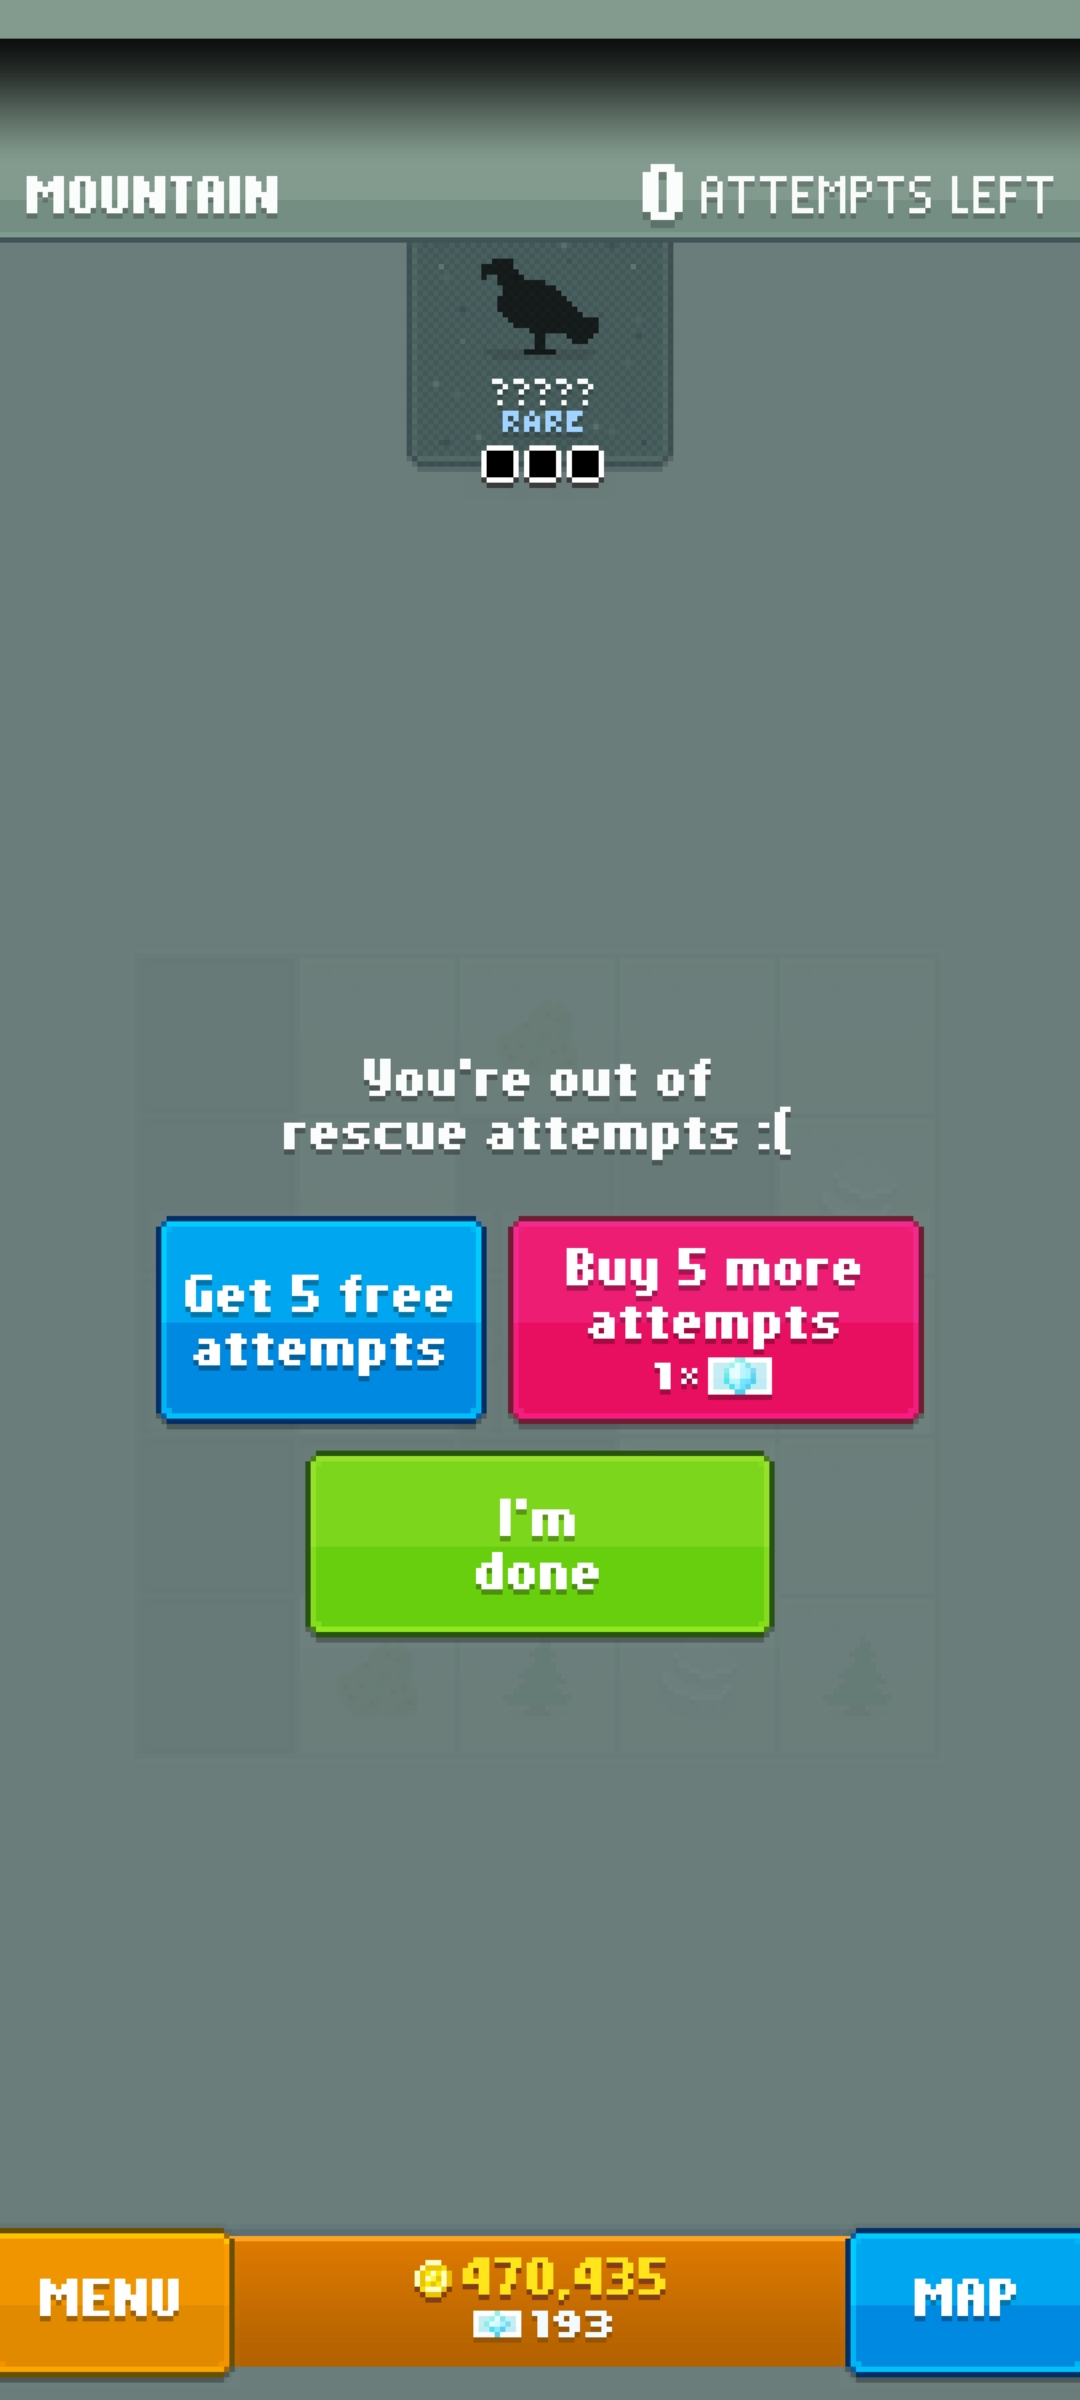 MOUNTAIN
0 ATTEMPTS LEFT
?????
RARE
You're out of
rescue attempts :(
Get 5 free
attempts
Buy 5 more
attempts
1×
I'm
done
MENU
470,435
193
MAP